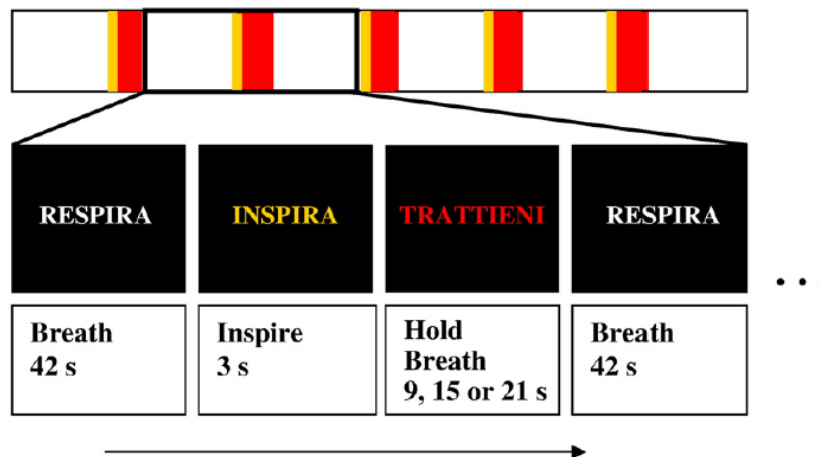 RESPIRA
INSPIRA
TRATTIENI
RESPIRA
Breath
42 s
Inspire
3 s
Hold
Breath
9, 15 or 21 s
Breath
42 s
. . .